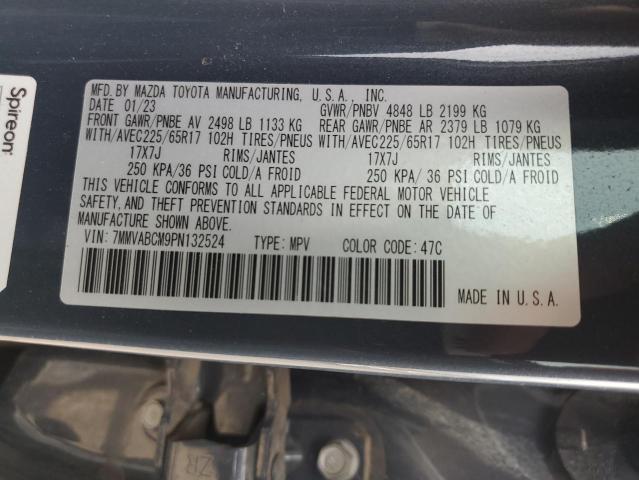 Spireon
MFD. BY MAZDA TOYOTA MANUFACTURING, U.S.A., INC.
DATE 01/23 GVWR/PNBV 4848 LB 2199 KG
FRONT GAWR/PNBE AV 2498 LB 1133 KG REAR GAWR/PNBE AR 2379 LB 1079 KG
WITH/AVEC225/65R17 102H TIRES/PNEUS WITH/AVEC225/65R17 102H TIRES/PNEUS
17X7J RIMS/JANTES 17X7J RIMS/JANTES
250 KPA/36 PSI COLD/A FROID 250 KPA/ 36 PSI COLD/A FROID
THIS VEHICLE CONFORMS TO ALL APPLICABLE FEDERAL MOTOR VEHICLE
SAFETY, AND THEFT PREVENTION STANDARDS IN EFFECT ON THE DATE OF
MANUFACTURE SHOWN ABOVE.
VIN: 7MMVABCM9PN132524 TYPE: MPV COLOR CODE: 47C
MADE IN U.S.A.
ZR